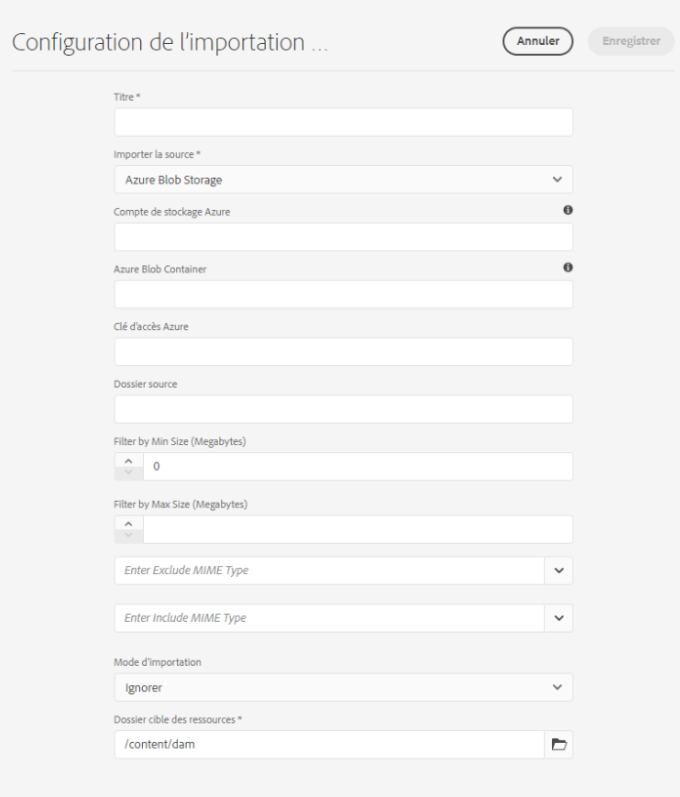 Configuration de l’importation ...
Annuler
Enregistrer
Titre *
Importer la source *
Azure Blob Storage
Compte de stockage Azure
Azure Blob Container
Clé d’accès Azure
Dossier source
Filter by Min Size (Megabytes)
0
Filter by Max Size (Megabytes)
Enter Exclude MIME Type
Enter Include MIME Type
Mode d’importation
Ignorer
Dossier cible des ressources *
/content/dam